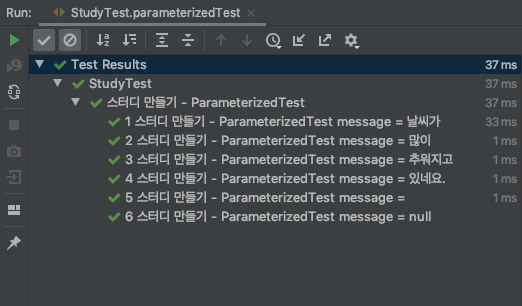 Run: StudyTest.parameterizedTest
Test Results 37 ms
StudyTest 37 ms
스터디 만들기 - ParameterizedTest 37 ms
1 스터디 만들기 - ParameterizedTest message = 날씨가 33 ms
2 스터디 만들기 - ParameterizedTest message = 많이 1 ms
3 스터디 만들기 - ParameterizedTest message = 추워지고 1 ms
4 스터디 만들기 - ParameterizedTest message = 있네요. 1 ms
5 스터디 만들기 - ParameterizedTest message = 1 ms
6 스터디 만들기 - ParameterizedTest message = null